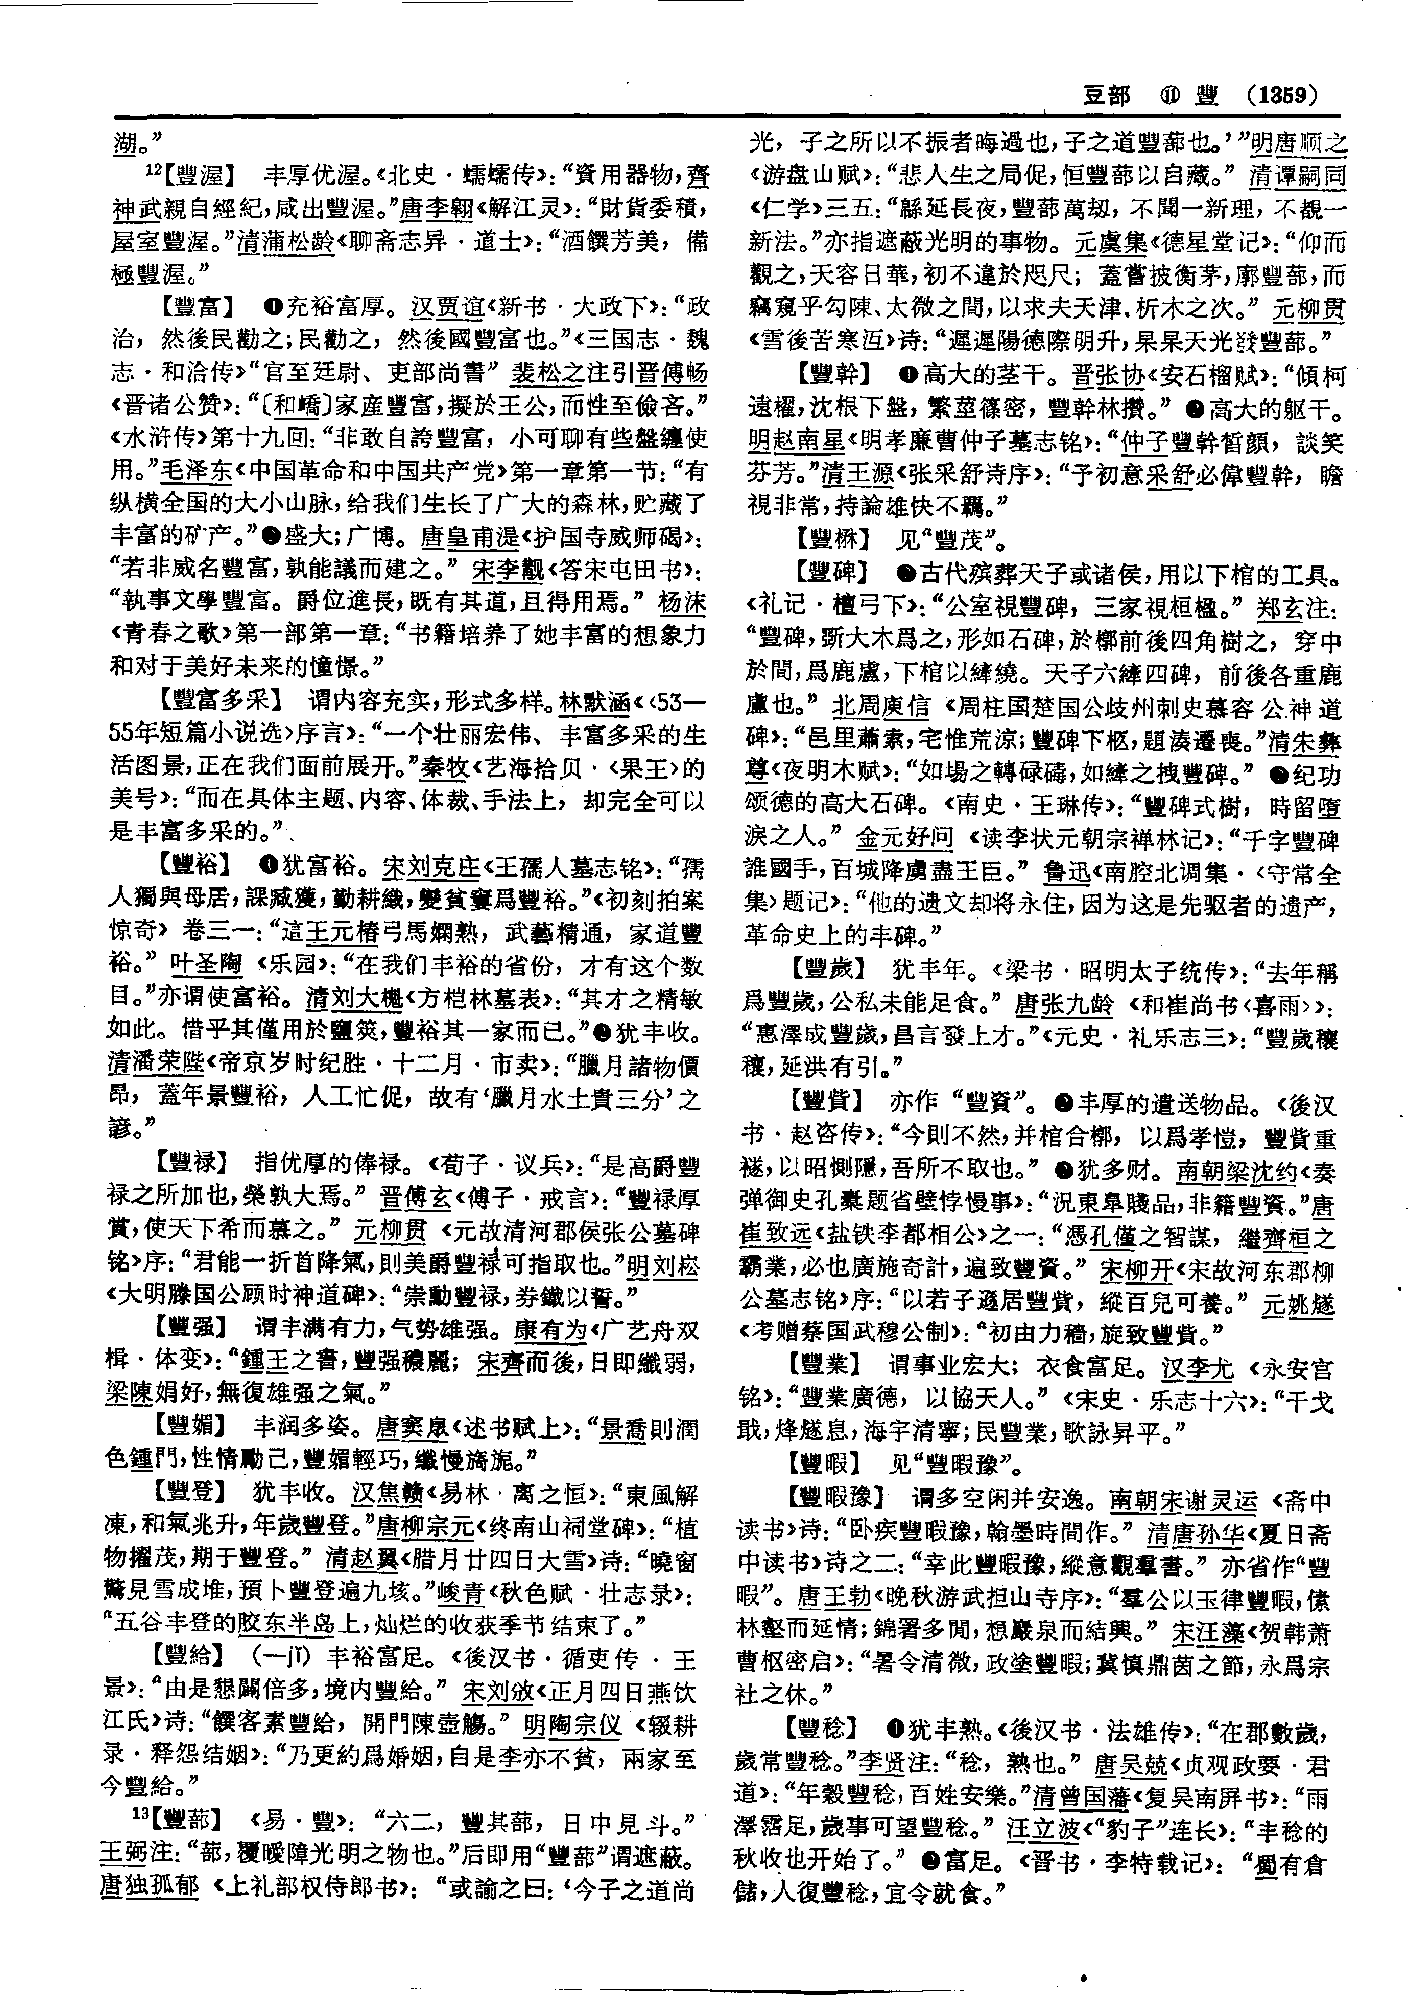 豆部 ⑪ 豐 (1359)
湖。”
12【豐渥】 丰厚优渥。《北史·蠕蠕传》：“資用器物，齊
神武親自經紀，咸出豐渥。”唐李翱《解江灵》：“財貨委積，
屋室豐渥。”清蒲松龄《聊斋志异·道士》：“酒饌芳美，備
極豐渥。”
【豐富】 ❶充裕富厚。汉贾谊《新书·大政下》：“政
治，然後民勸之；民勸之，然後國豐富也。”《三国志·魏
志·和洽传》“官至廷尉、吏部尚書” 裴松之注引晋傅畅
《晋诸公赞》：“〔和嶠〕家産豐富，擬於王公，而性至儉吝。”
《水浒传》第十九回：“非敢自誇豐富，小可聊有些盤纏使
用。”毛泽东《中国革命和中国共产党》第一章第一节：“有
纵横全国的大小山脉，给我们生长了广大的森林，贮藏了
丰富的矿产。”❷盛大；广博。唐皇甫湜《护国寺威师碣》：
“若非威名豐富，孰能議而建之。” 宋李覯《答宋屯田书》：
“執事文學豐富。爵位進長，既有其道，且得用焉。” 杨沫
《青春之歌》第一部第一章：“书籍培养了她丰富的想象力
和对于美好未来的憧憬。”
【豐富多采】 谓内容充实，形式多样。林默涵《〈53—
55年短篇小说选〉序言》：“一个壮丽宏伟、丰富多采的生
活图景，正在我们面前展开。”秦牧《艺海拾贝·〈果王〉的
美号》：“而在具体主题、内容、体裁、手法上，却完全可以
是丰富多采的。”
【豐裕】 ❶犹富裕。宋刘克庄《王孺人墓志铭》：“孺
人獨與母居，課臧獲，勤耕織，變貧窶爲豐裕。”《初刻拍案
惊奇》卷三一：“這王元椿弓馬嫻熟，武藝精通，家道豐
裕。” 叶圣陶《乐园》：“在我们丰裕的省份，才有这个数
目。”亦谓使富裕。清刘大櫆《方桤林墓表》：“其才之精敏
如此。惜乎其僅用於鹽筴，豐裕其一家而已。”❷犹丰收。
清潘荣陛《帝京岁时纪胜·十二月·市卖》：“臘月諸物價
昂，蓋年景豐裕，人工忙促，故有‘臘月水土貴三分’之
諺。”
【豐禄】 指优厚的俸禄。《荀子·议兵》：“是高爵豐
禄之所加也，榮孰大焉。” 晋傅玄《傅子·戒言》：“豐禄厚
賞，使天下希而慕之。” 元柳贯《元故清河郡侯张公墓碑
铭》序：“君能一折首降氣，則美爵豐禄可指取也。”明刘崧
《大明滕国公顾时神道碑》：“崇勳豐禄，券鐵以誓。”
【豐强】 谓丰满有力，气势雄强。康有为《广艺舟双
楫·体变》：“鍾王之書，豐强穠麗；宋齊而後，日即纖弱，
梁陳娟好，無復雄强之氣。”
【豐媚】 丰润多姿。唐窦臮《述书赋上》：“景喬則潤
色鍾門，性情勵己，豐媚輕巧，纖慢旖旎。”
【豐登】 犹丰收。汉焦赣《易林·离之恒》：“東風解
凍，和氣兆升，年歲豐登。”唐柳宗元《终南山祠堂碑》：“植
物擢茂，期于豐登。” 清赵翼《腊月廿四日大雪》诗：“曉窗
驚見雪成堆，預卜豐登遍九垓。”峻青《秋色赋·壮志录》：
“五谷丰登的胶东半岛上，灿烂的收获季节结束了。”
【豐給】 (—jǐ) 丰裕富足。《後汉书·循吏传·王
景》：“由是懇闢倍多，境内豐給。” 宋刘攽《正月四日燕饮
江氏》诗：“饌客素豐給，開門陳壺觴。” 明陶宗仪《辍耕
录·释怨结姻》：“乃更約爲婚姻，自是李亦不貧，兩家至
今豐給。”
13【豐蔀】 《易·豐》：“六二，豐其蔀，日中見斗。”
王弼注：“蔀，覆曖障光明之物也。”后即用“豐蔀”谓遮蔽。
唐独孤郁《上礼部权侍郎书》：“或諭之曰：‘今子之道尚
光，子之所以不振者晦過也，子之道豐蔀也。’”明唐顺之
《游盘山赋》：“悲人生之局促，恒豐蔀以自藏。” 清谭嗣同
《仁学》三五：“緜延長夜，豐蔀萬劫，不聞一新理，不覩一
新法。”亦指遮蔽光明的事物。元虞集《德星堂记》：“仰而
觀之，天容日華，初不違於咫尺；蓋嘗披衡茅，廓豐蔀，而
竊窺乎勾陳、太微之間，以求夫天津、析木之次。” 元柳贯
《雪後苦寒沍》诗：“遲遲陽德際明升，杲杲天光發豐蔀。”
【豐幹】 ❶高大的茎干。晋张协《安石榴赋》：“傾柯
遠櫂，沈根下盤，繁莖篠密，豐幹林攢。” ❷高大的躯干。
明赵南星《明孝廉曹仲子墓志铭》：“仲子豐幹皙顔，談笑
芬芳。”清王源《张采舒诗序》：“予初意采舒必偉豐幹，瞻
視非常，持論雄快不羈。”
【豐楙】 见“豐茂”。
【豐碑】 ❶古代殡葬天子或诸侯，用以下棺的工具。
《礼记·檀弓下》：“公室視豐碑，三家視桓楹。” 郑玄注：
“豐碑，斲大木爲之，形如石碑，於槨前後四角樹之，穿中
於間，爲鹿盧，下棺以繂繞。天子六繂四碑，前後各重鹿
盧也。” 北周庾信《周柱国楚国公歧州刺史慕容公神道
碑》：“邑里蕭索，宅惟荒涼；豐碑下柩，題湊遷喪。”清朱彝
尊《夜明木赋》：“如場之轉碌碡，如繂之拽豐碑。” ❷纪功
颂德的高大石碑。《南史·王琳传》：“豐碑式樹，時留墮
淚之人。” 金元好问《读李状元朝宗禅林记》：“千字豐碑
誰國手，百城降虜盡王臣。” 鲁迅《南腔北调集·〈守常全
集〉题记》：“他的遗文却将永住，因为这是先驱者的遗产，
革命史上的丰碑。”
【豐歲】 犹丰年。《梁书·昭明太子统传》：“去年稱
爲豐歲，公私未能足食。” 唐张九龄《和崔尚书〈喜雨〉》：
“惠澤成豐歲，昌言發上才。”《元史·礼乐志三》：“豐歲穰
穰，延洪有引。”
【豐貲】 亦作“豐資”。❶丰厚的遣送物品。《後汉
书·赵咨传》：“今則不然，并棺合槨，以爲孝愷，豐貲重
襚，以昭惻隱，吾所不取也。” ❷犹多财。南朝梁沈约《奏
弹御史孔橐题省壁悖慢事》：“況東皋賤品，非籍豐資。”唐
崔致远《盐铁李都相公》之一：“憑孔僅之智謀，繼齊桓之
霸業，必也廣施奇計，遍致豐資。” 宋柳开《宋故河东郡柳
公墓志铭》序：“以若子遜居豐貲，縱百兒可養。” 元姚燧
《考赠蔡国武穆公制》：“初由力穡，旋致豐貲。”
【豐業】 谓事业宏大；衣食富足。汉李尤《永安宫
铭》：“豐業廣德，以協天人。”《宋史·乐志十六》：“干戈
戢，烽燧息，海宇清寧；民豐業，歌詠昇平。”
【豐暇】 见“豐暇豫”。
【豐暇豫】 谓多空闲并安逸。南朝宋谢灵运《斋中
读书》诗：“卧疾豐暇豫，翰墨時間作。” 清唐孙华《夏日斋
中读书》诗之二：“幸此豐暇豫，縱意觀羣書。” 亦省作“豐
暇”。唐王勃《晚秋游武担山寺序》：“羣公以玉律豐暇，傃
林壑而延情；錦署多閒，想巖泉而結興。” 宋汪藻《贺韩萧
曹枢密启》：“署令清微，政塗豐暇；冀慎鼎茵之節，永爲宗
社之休。”
【豐稔】 ❶犹丰熟。《後汉书·法雄传》：“在郡數歲，
歲常豐稔。”李贤注：“稔，熟也。” 唐吴兢《贞观政要·君
道》：“年穀豐稔，百姓安樂。”清曾国藩《复吴南屏书》：“雨
澤霑足，歲事可望豐稔。” 汪立波《“豹子”连长》：“丰稔的
秋收也开始了。” ❷富足。《晋书·李特载记》：“蜀有倉
儲，人復豐稔，宜令就食。”